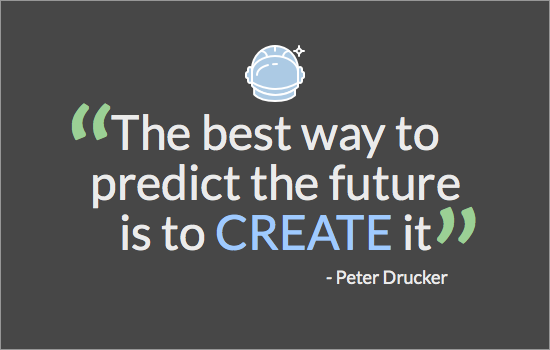 “The best way to
predict the future
is to CREATE it”
- Peter Drucker